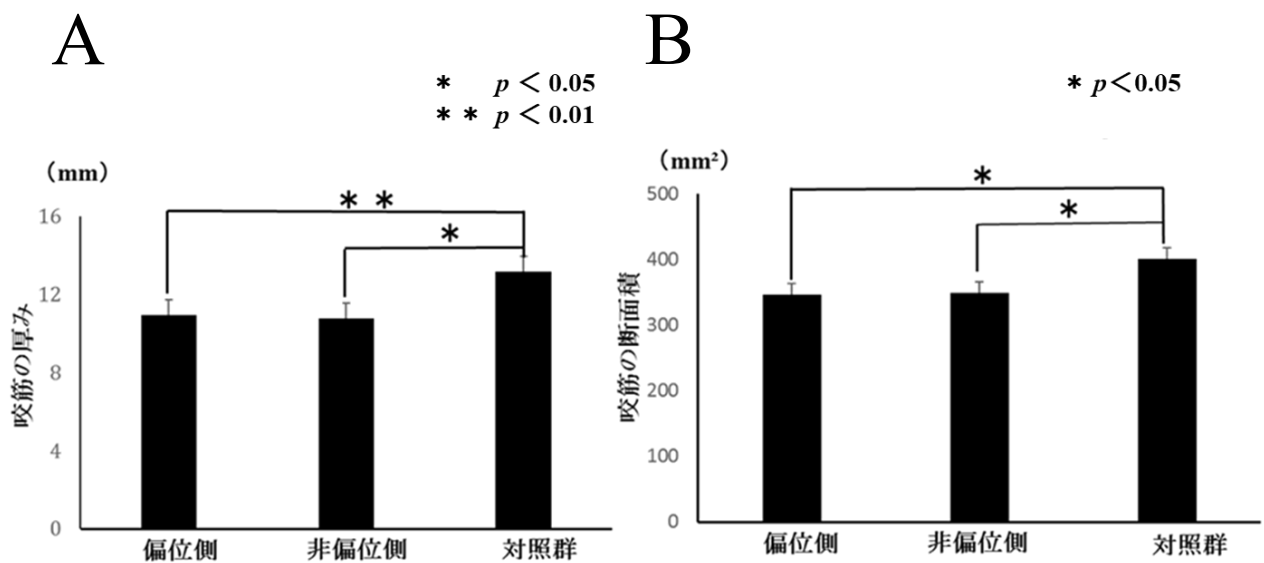 A
* p < 0.05
* * p < 0.01
(mm)
咬筋の厚み
16
12
8
4
0
* *
*
偏位側 非偏位側 対照群
B
* p<0.05
(mm²)
咬筋の断面積
500
400
300
200
100
0
*
*
偏位側 非偏位側 対照群